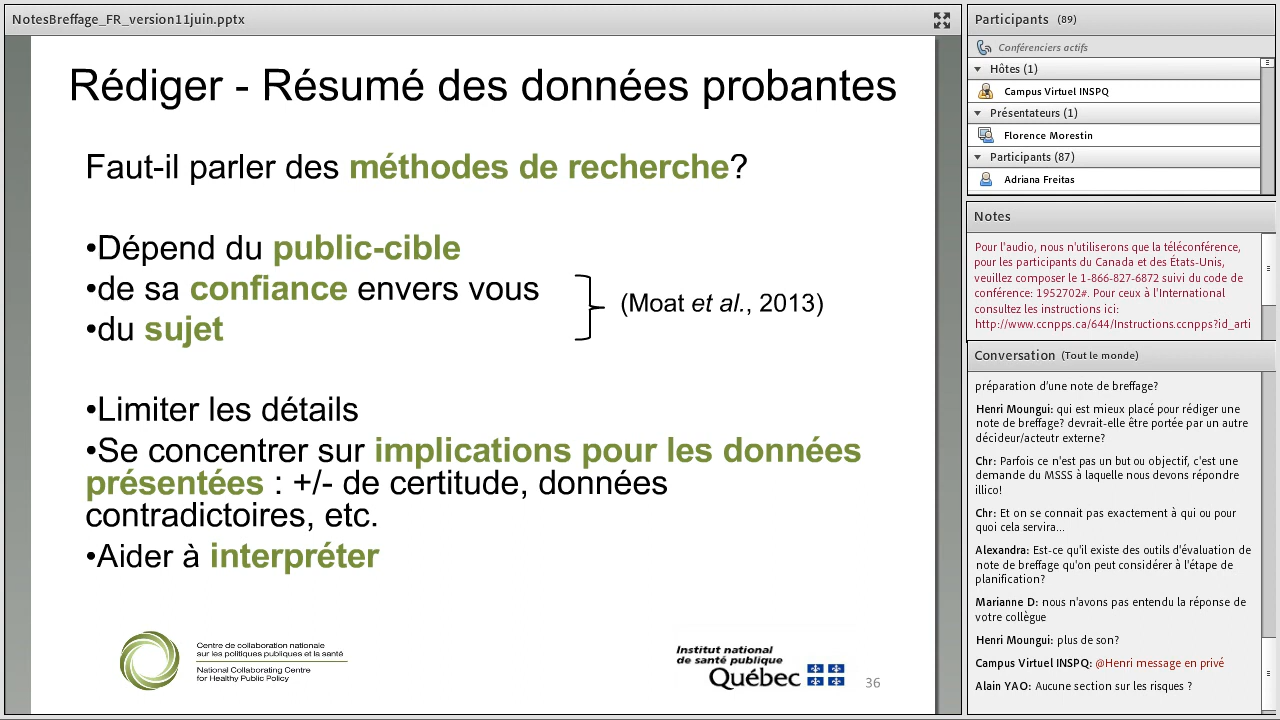 NotesBreffage_FR_version11juin.pptx
Rédiger - Résumé des données probantes
Faut-il parler des méthodes de recherche?
•Dépend du public-cible
•de sa confiance envers vous
•du sujet
(Moat et al., 2013)
•Limiter les détails
•Se concentrer sur implications pour les données
présentées : +/- de certitude, données
contradictoires, etc.
•Aider à interpréter
Centre de collaboration nationale
sur les politiques publiques et la santé
National Collaborating Centre
for Healthy Public Policy
Institut national
de santé publique
Québec
36
Participants (89)
Conférenciers actifs
Hôtes (1)
Campus Virtuel INSPQ
Présentateurs (1)
Florence Morestin
Participants (87)
Adriana Freitas
Notes
Pour l'audio, nous n'utiliserons que la téléconférence,
pour les participants du Canada et des États-Unis,
veuillez composer le 1-866-827-6872 suivi du code de
conférence: 1952702#. Pour ceux à l'International
consultez les instructions ici:
http://www.ccnpps.ca/644/Instructions.ccnpps?id_arti
Conversation (Tout le monde)
préparation d'une note de breffage?
Henri Moungui: qui est mieux placé pour rédiger une
note de breffage? devrait-elle être portée par un autre
décideur/acteur externe?
Chr: Parfois ce n'est pas un but ou objectif, c'est une
demande du MSSS à laquelle nous devons répondre
illico!
Chr: Et on se connait pas exactement à qui ou pour
quoi cela servira...
Alexandra: Est-ce qu'il existe des outils d'évaluation de
note de breffage qu'on peut considérer à l'étape de
planification?
Marianne D: nous n'avons pas entendu la réponse de
votre collègue
Henri Moungui: plus de son?
Campus Virtuel INSPQ: @Henri message en privé
Alain YAO: Aucune section sur les risques ?